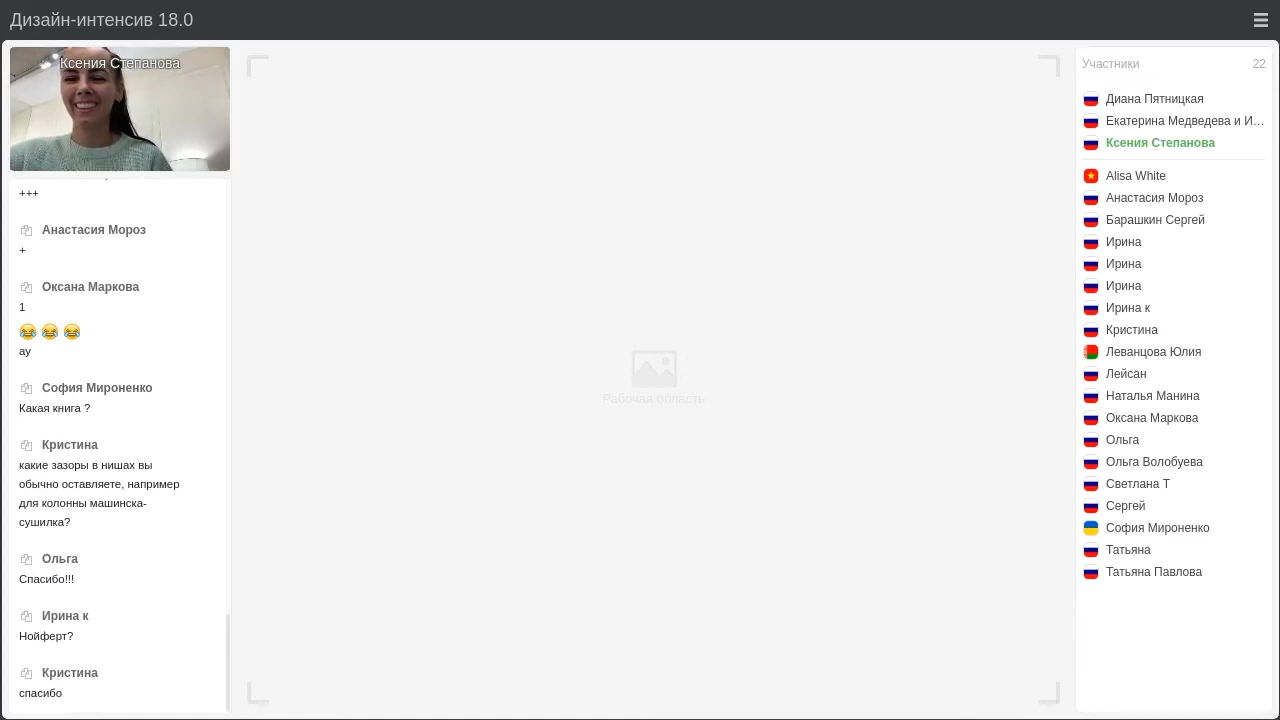 Дизайн-интенсив 18.0
Ксения Степанова
+++
Анастасия Мороз
+
Оксана Маркова
1
😂 😂 😂
ау
София Мироненко
Какая книга ?
Кристина
какие зазоры в нишах вы
обычно оставляете, например
для колонны машинска-
сушилка?
Ольга
Спасибо!!!
Ирина к
Нойферт?
Кристина
спасибо
Рабочая область
Участники 22
Диана Пятницкая
Екатерина Медведева и И…
Ксения Степанова
Alisa White
Анастасия Мороз
Барашкин Сергей
Ирина
Ирина
Ирина
Ирина к
Кристина
Леванцова Юлия
Лейсан
Наталья Манина
Оксана Маркова
Ольга
Ольга Волобуева
Светлана Т
Сергей
София Мироненко
Татьяна
Татьяна Павлова